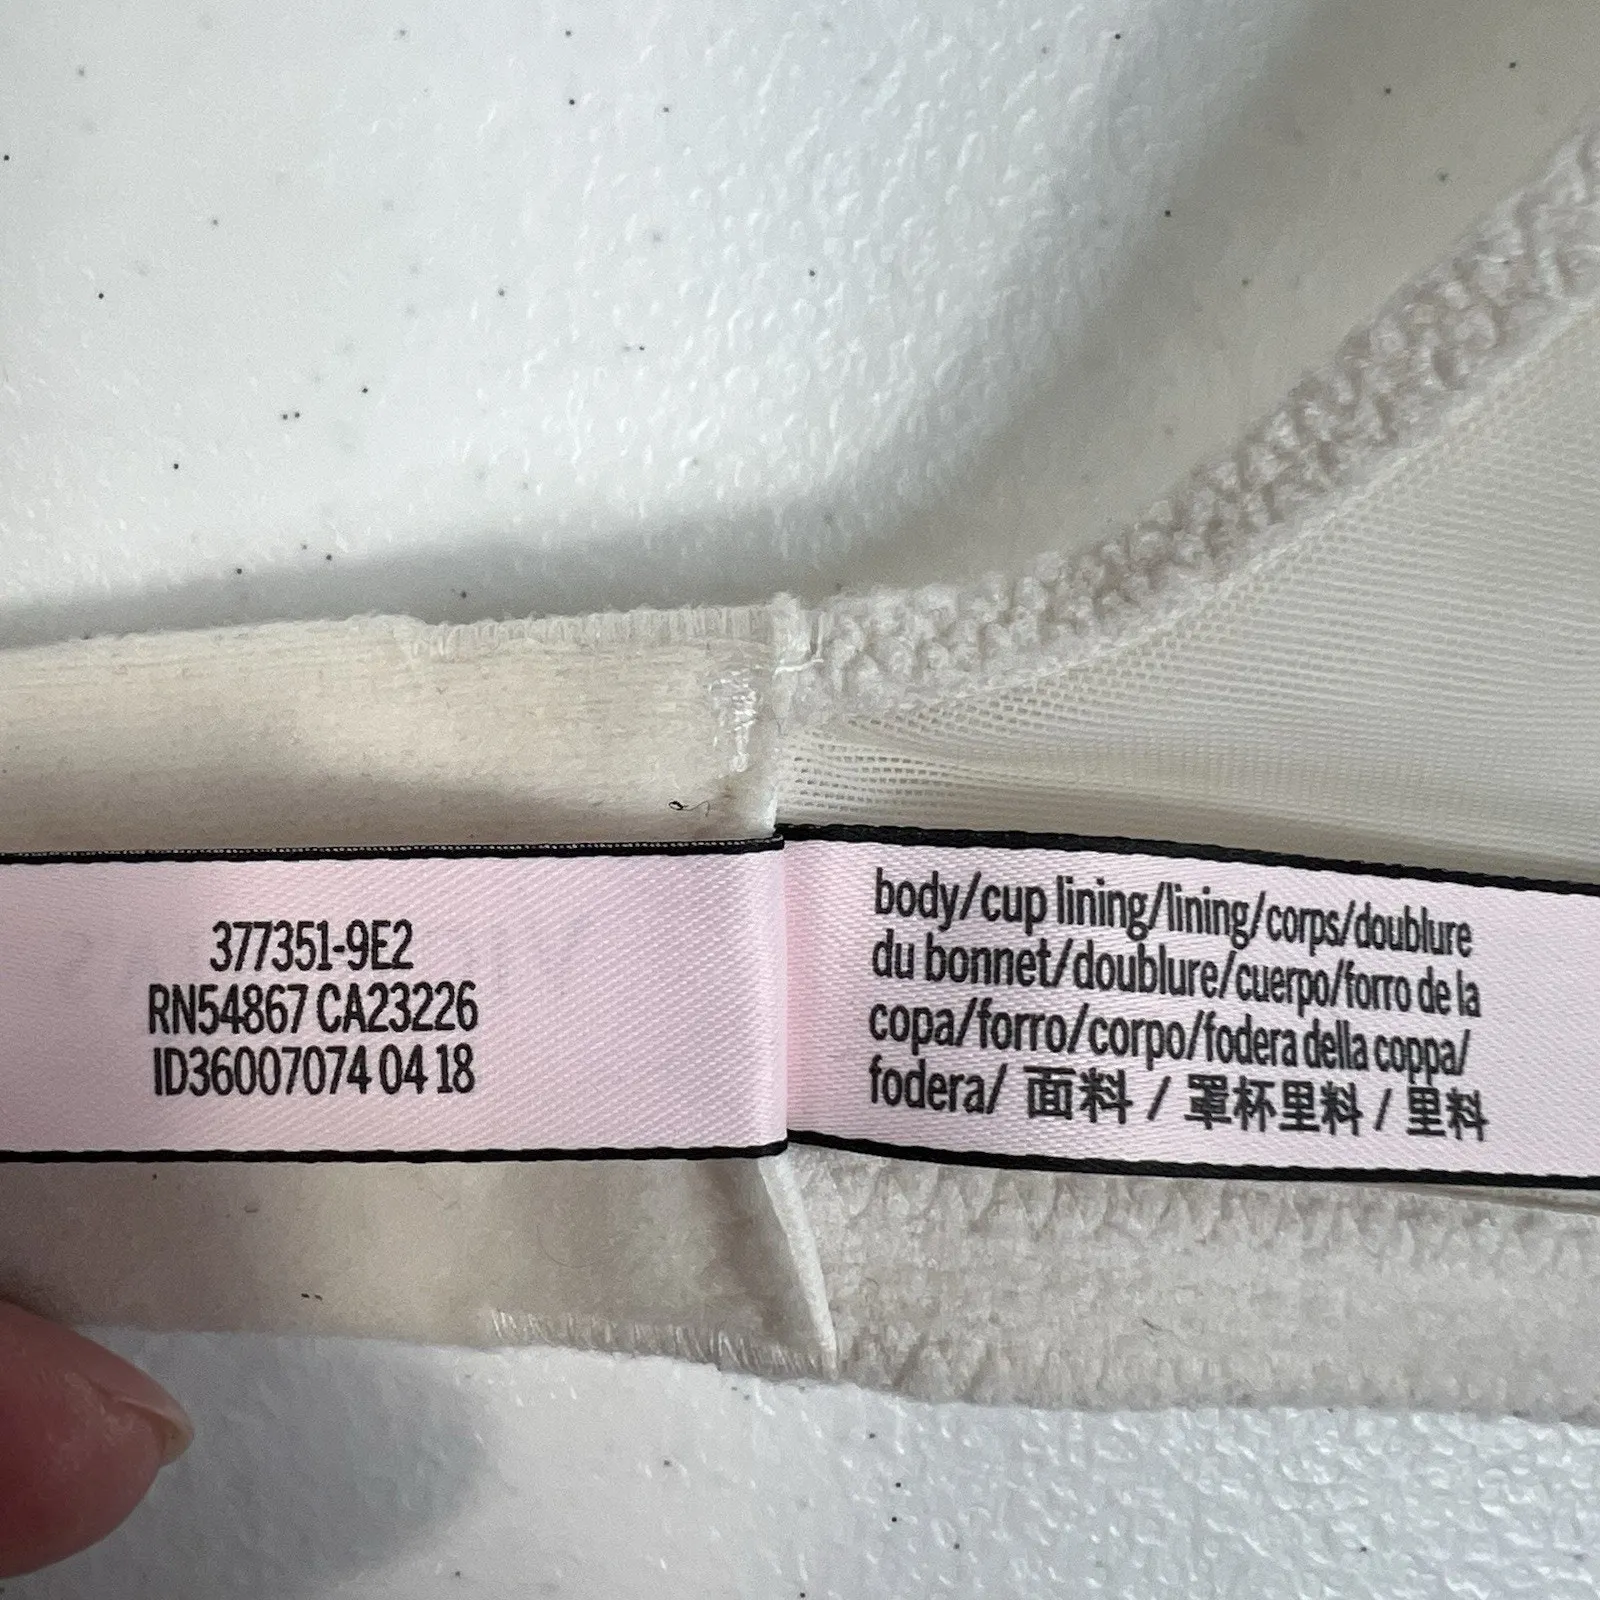 377351-9E2
RN54867 CA23226
ID36007074 04 18
body/cup lining/lining/corps/doublure
du bonnet/doublure/cuerpo/forro de la
copa/forro/corpo/fodera della coppa/
fodera/ 面料 / 罩杯里料 / 里料